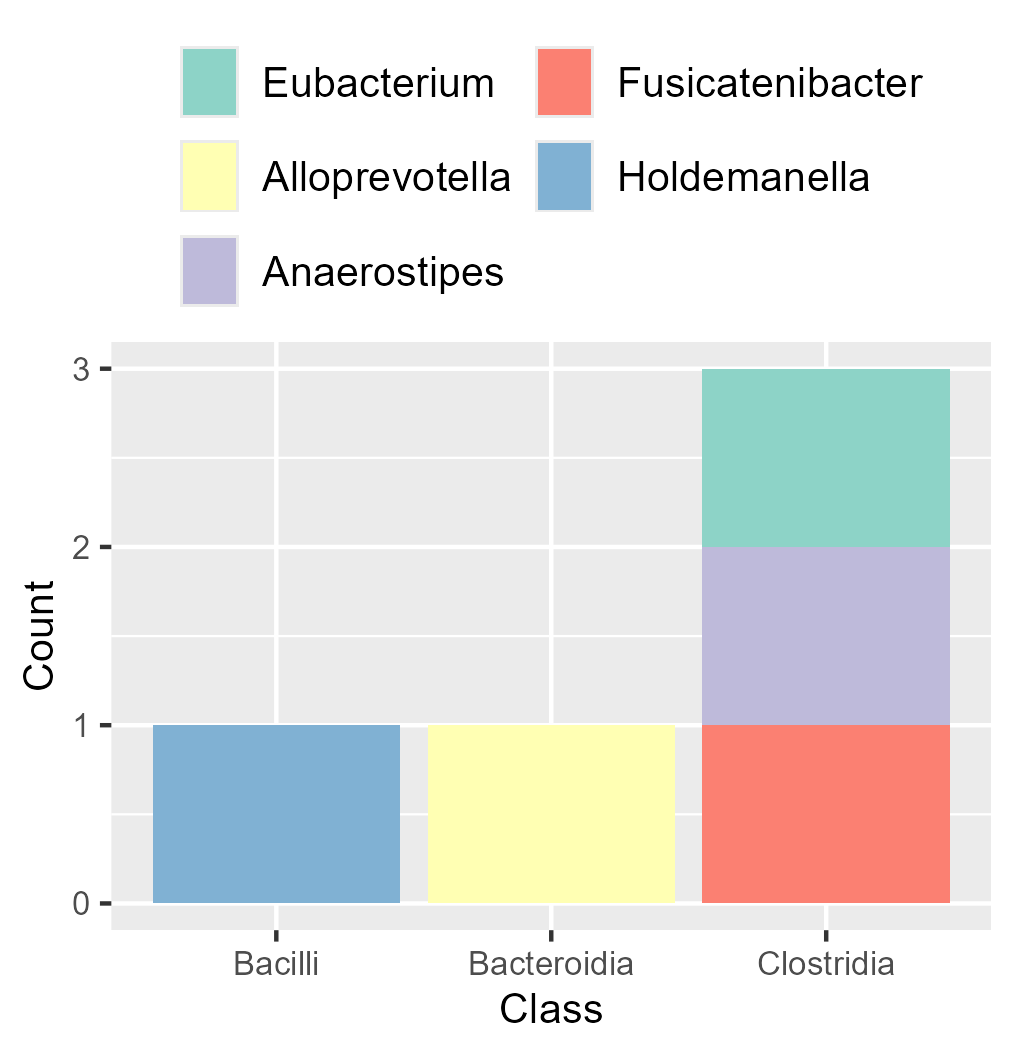 Eubacterium Fusicatenibacter
Alloprevotella Holdemanella
Anaerostipes
3
2
1
0
Count
Bacilli Bacteroidia Clostridia
Class